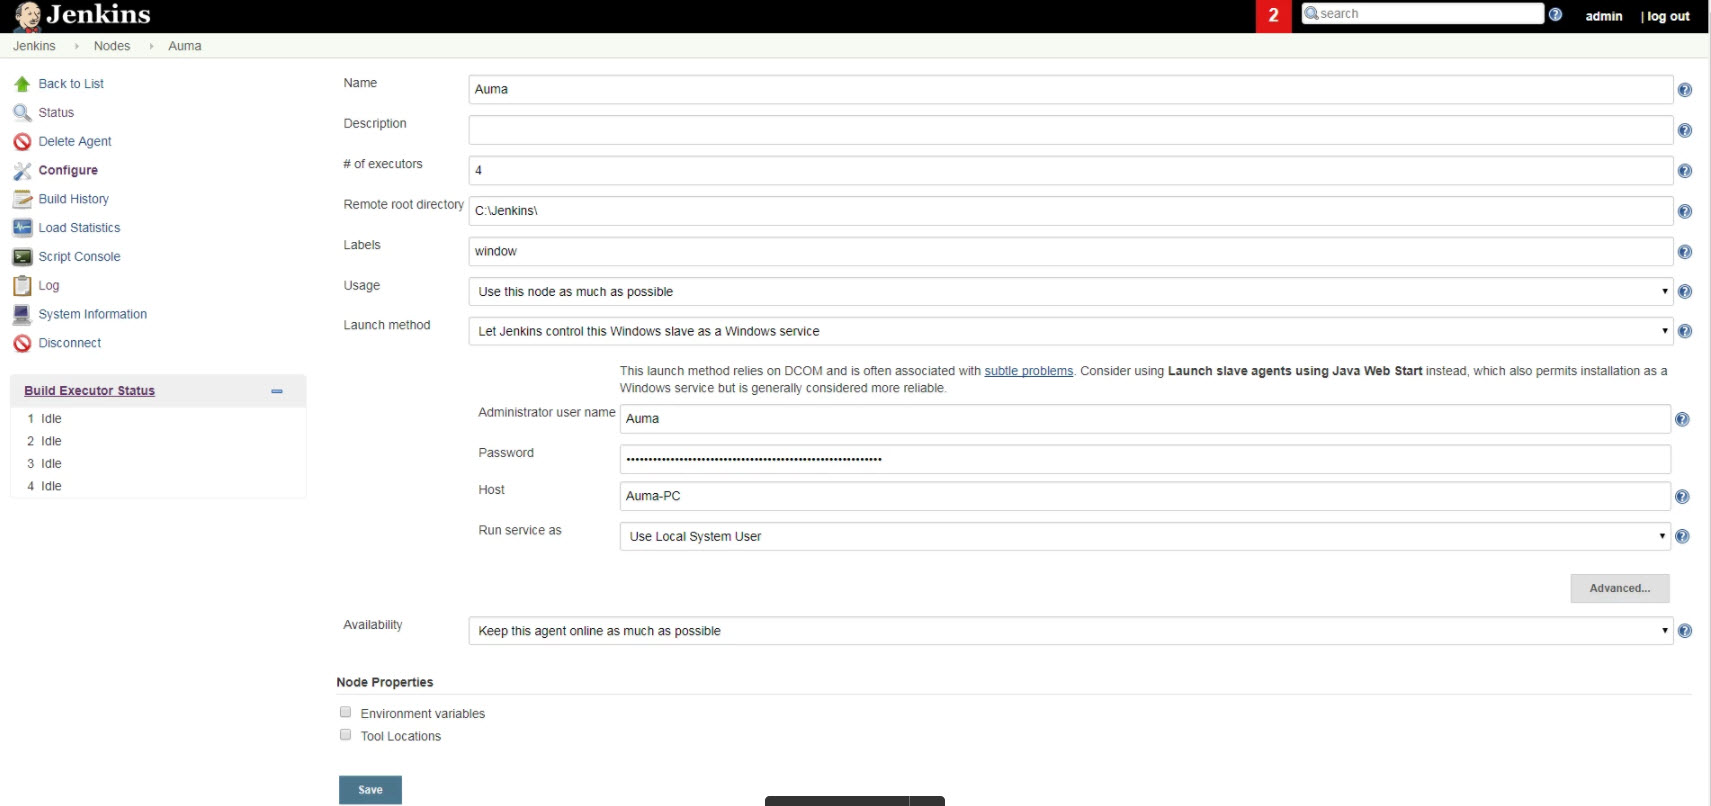 Jenkins
2
search
admin
| log out
Jenkins
Nodes
Auma
Back to List
Status
Delete Agent
Configure
Build History
Load Statistics
Script Console
Log
System Information
Disconnect
Build Executor Status
1 Idle
2 Idle
3 Idle
4 Idle
Name
Auma
Description
# of executors
4
Remote root directory
C:\Jenkins\
Labels
window
Usage
Use this node as much as possible
Launch method
Let Jenkins control this Windows slave as a Windows service
This launch method relies on DCOM and is often associated with subtle problems. Consider using Launch slave agents using Java Web Start instead, which also permits installation as a
Windows service but is generally considered more reliable.
Administrator user name
Auma
Password
Host
Auma-PC
Run service as
Use Local System User
Advanced...
Availability
Keep this agent online as much as possible
Node Properties
Environment variables
Tool Locations
Save